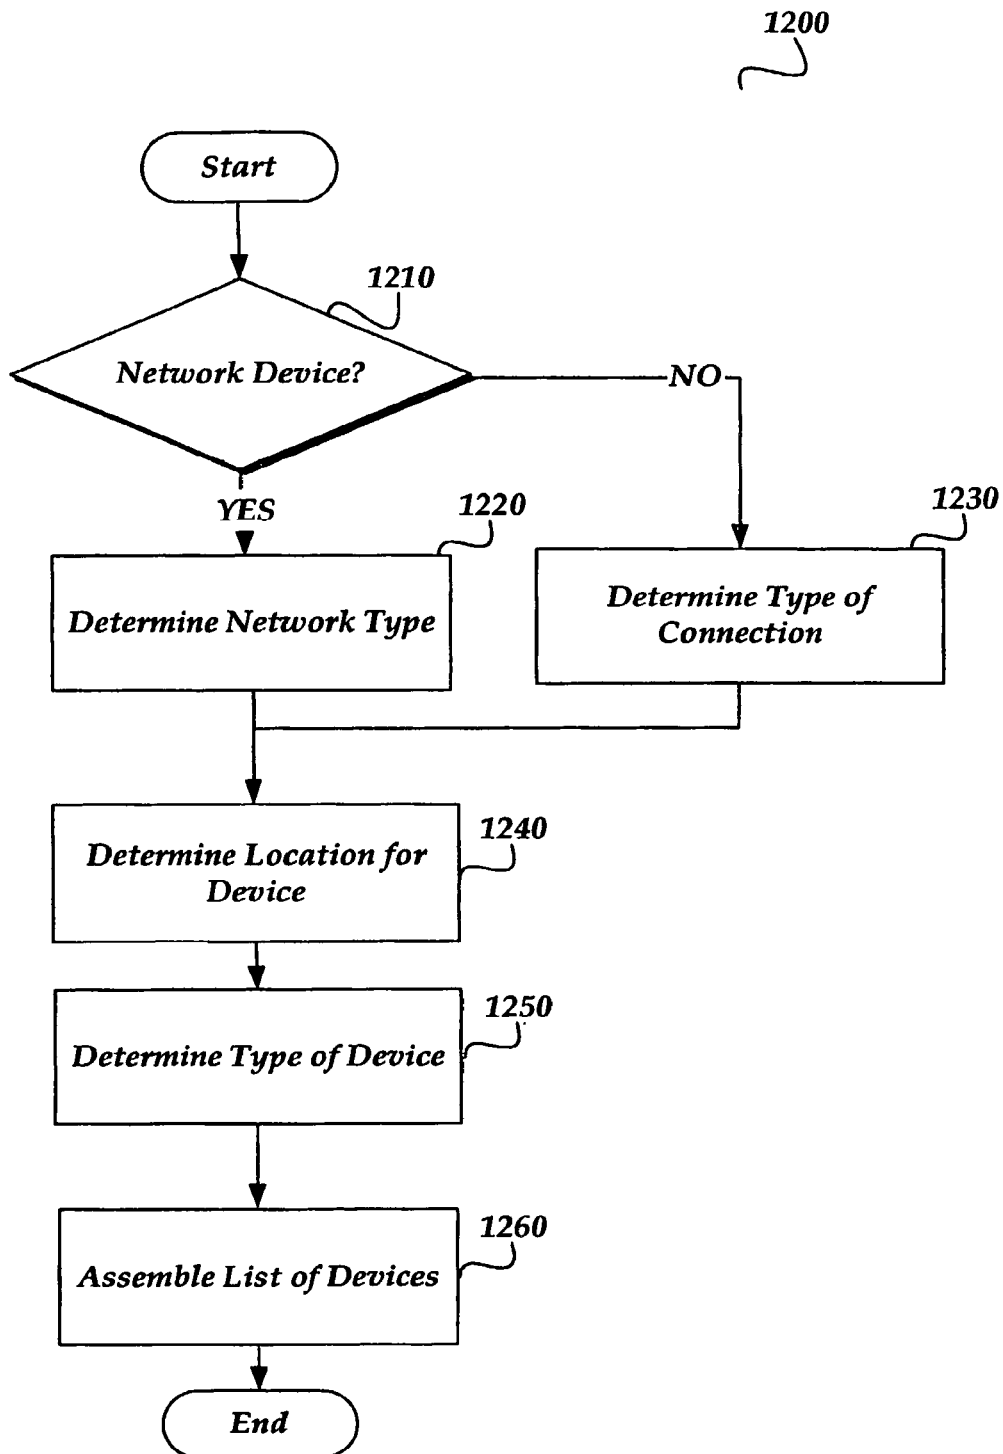 1200
Start
1210
Network Device?
NO
YES
1220
1230
Determine Network Type
Determine Type of
Connection
1240
Determine Location for
Device
1250
Determine Type of Device
1260
Assemble List of Devices
End